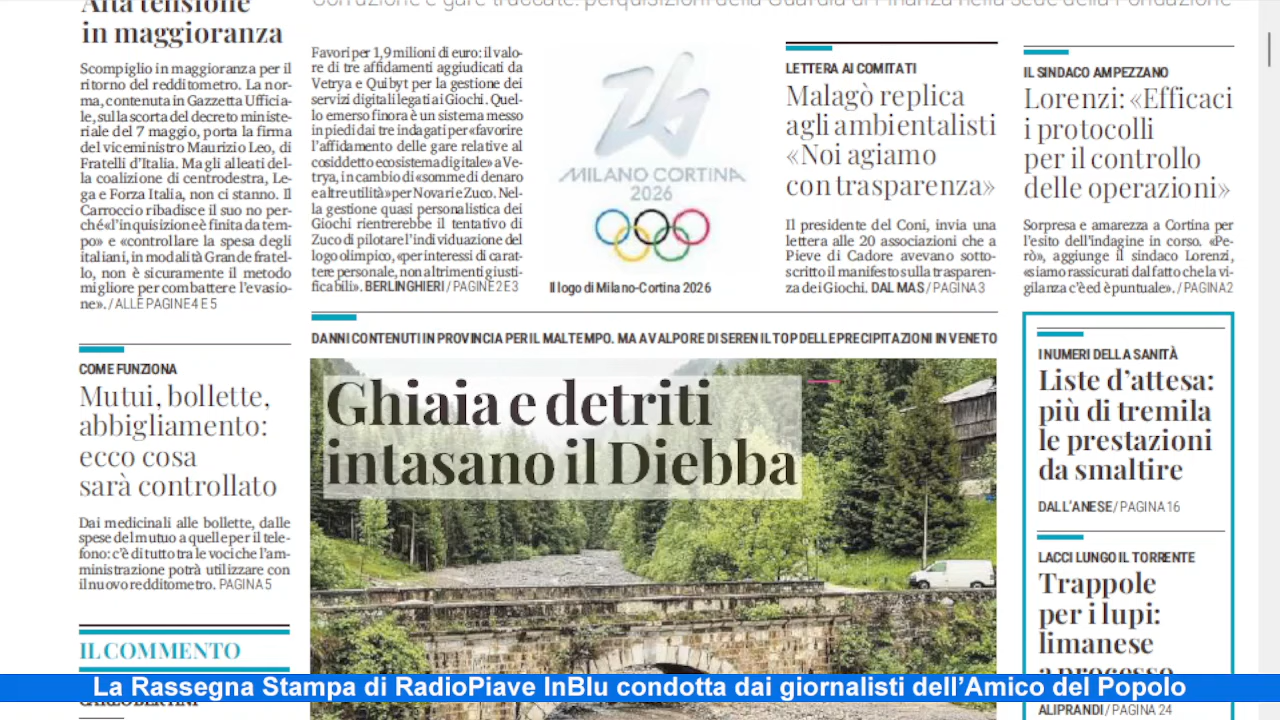 Alta tensione
in maggioranza
Scompiglio in maggioranza per il
ritorno del redditometro. La nor-
ma, contenuta in Gazzetta Ufficia-
le, sulla scorta del decreto ministe-
riale del 7 maggio, porta la firma
del viceministro Maurizio Leo, di
Fratelli d'Italia. Ma gli alleati del-
la coalizione di centrodestra, Le-
ga e Forza Italia, non ci stanno. Il
Carroccio ribadisce il suo no per-
ché «l'inquisizione è finita da tem-
po» e «controllare la spesa degli
italiani, in modalità Grande fratel-
lo, non è sicuramente il metodo
migliore per combattere l'evasio-
ne». / ALLE PAGINE 4 E 5
COME FUNZIONA
Mutui, bollette,
abbigliamento:
ecco cosa
sarà controllato
Dai medicinali alle bollette, dalle
spese del mutuo a quelle per il tele-
fono: c'è di tutto tra le voci che l'am-
ministrazione potrà utilizzare con
il nuovo redditometro. PAGINA 5
IL COMMENTO
CARLO BERTINI
Corruzione e gare truccate: perquisizioni della Guardia di Finanza nella sede della Fondazione
Favori per 1,9 milioni di euro: il valo-
re di tre affidamenti aggiudicati da
Vetrya e Quibyt per la gestione dei
servizi digitali legati ai Giochi. Quel-
lo emerso finora è un sistema messo
in piedi dai tre indagati per «favorire
l'affidamento delle gare relative al
cosiddetto ecosistema digitale» a Ve-
trya, in cambio di «somme di denaro
e altre utilità» per Novari e Zuco. Nel-
la gestione quasi personalistica dei
Giochi rientrerebbe il tentativo di
Zuco di pilotare l'individuazione del
logo olimpico, «per interessi di carat-
tere personale, non altrimenti giusti-
ficabili». BERLINGHIERI / PAGINE 2 E 3
26
MILANO CORTINA
2026
Il logo di Milano-Cortina 2026
LETTERA AI COMITATI
Malagò replica
agli ambientalisti
«Noi agiamo
con trasparenza»
Il presidente del Coni, invia una
lettera alle 20 associazioni che a
Pieve di Cadore avevano sotto-
scritto il manifesto sulla trasparen-
za dei Giochi. DAL MAS / PAGINA 3
IL SINDACO AMPEZZANO
Lorenzi: «Efficaci
i protocolli
per il controllo
delle operazioni»
Sorpresa e amarezza a Cortina per
l'esito dell'indagine in corso. «Pe-
rò», aggiunge il sindaco Lorenzi,
«siamo rassicurati dal fatto che la vi-
gilanza c'è ed è puntuale». / PAGINA 2
DANNI CONTENUTI IN PROVINCIA PER IL MALTEMPO. MA A VALPORE DI SEREN IL TOP DELLE PRECIPITAZIONI IN VENETO
Ghiaia e detriti
intasano il Diebba
I NUMERI DELLA SANITÀ
Liste d'attesa:
più di tremila
le prestazioni
da smaltire
DALL'ANESE / PAGINA 16
LACCI LUNGO IL TORRENTE
Trappole
per i lupi:
limanese
a processo
ALIPRANDI / PAGINA 24
La Rassegna Stampa di RadioPiave InBlu condotta dai giornalisti dell'Amico del Popolo